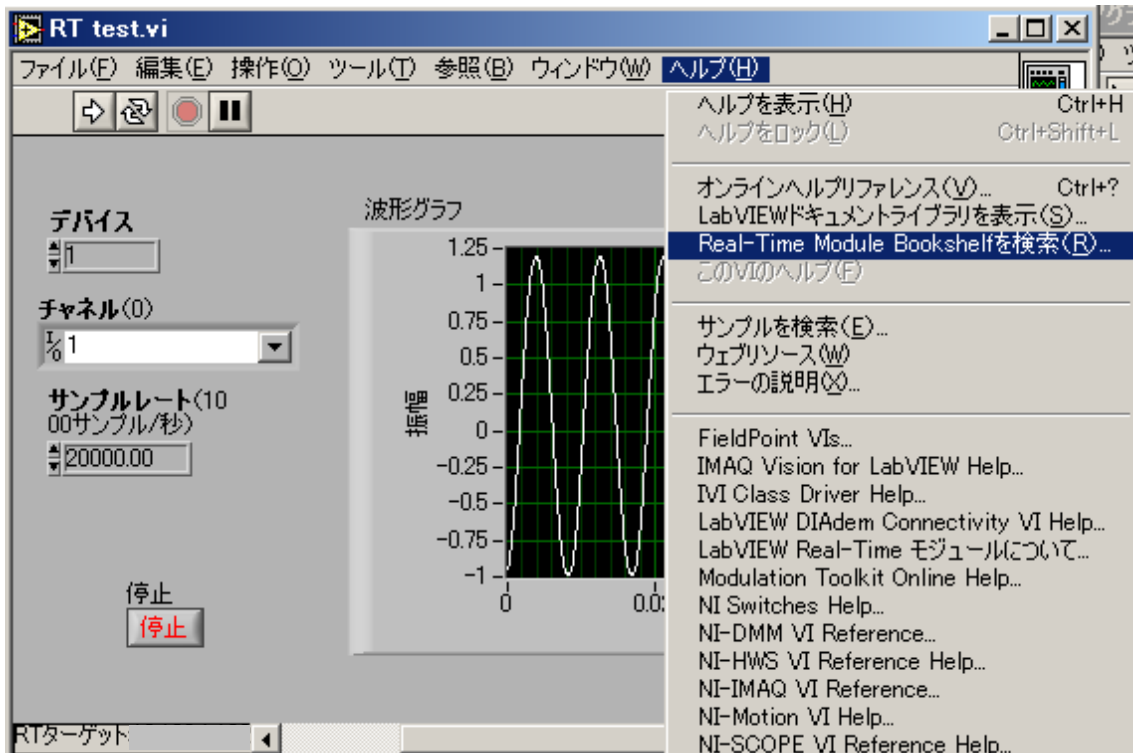 RT test.vi
ファイル(F) 編集(E) 操作(O) ツール(T) 参照(B) ウィンドウ(W) ヘルプ(H)
ヘルプを表示(H) Ctrl+H
ヘルプをロック(L) Ctrl+Shift+L
オンラインヘルプリファレンス(V)... Ctrl+?
LabVIEWドキュメントライブラリを表示(S)...
Real-Time Module Bookshelfを検索(R)...
このVIのヘルプ(F)
サンプルを検索(E)...
ウェブリソース(W)
エラーの説明(X)...
FieldPoint VIs...
IMAQ Vision for LabVIEW Help...
IVI Class Driver Help...
LabVIEW DIAdem Connectivity VI Help...
LabVIEW Real-Time モジュールについて...
Modulation Toolkit Online Help...
NI Switches Help...
NI-DMM VI Reference...
NI-HWS VI Reference Help...
NI-IMAQ VI Reference...
NI-Motion VI Help...
NI-SCOPE VI Reference Help...
デバイス
1
チャネル(0)
I/O 1
サンプルレート(10
00サンプル/秒)
20000.00
停止
停止
波形グラフ
振幅
1.25
1
0.75
0.5
0.25
0
-0.25
-0.5
-0.75
-1
0
RTターゲット